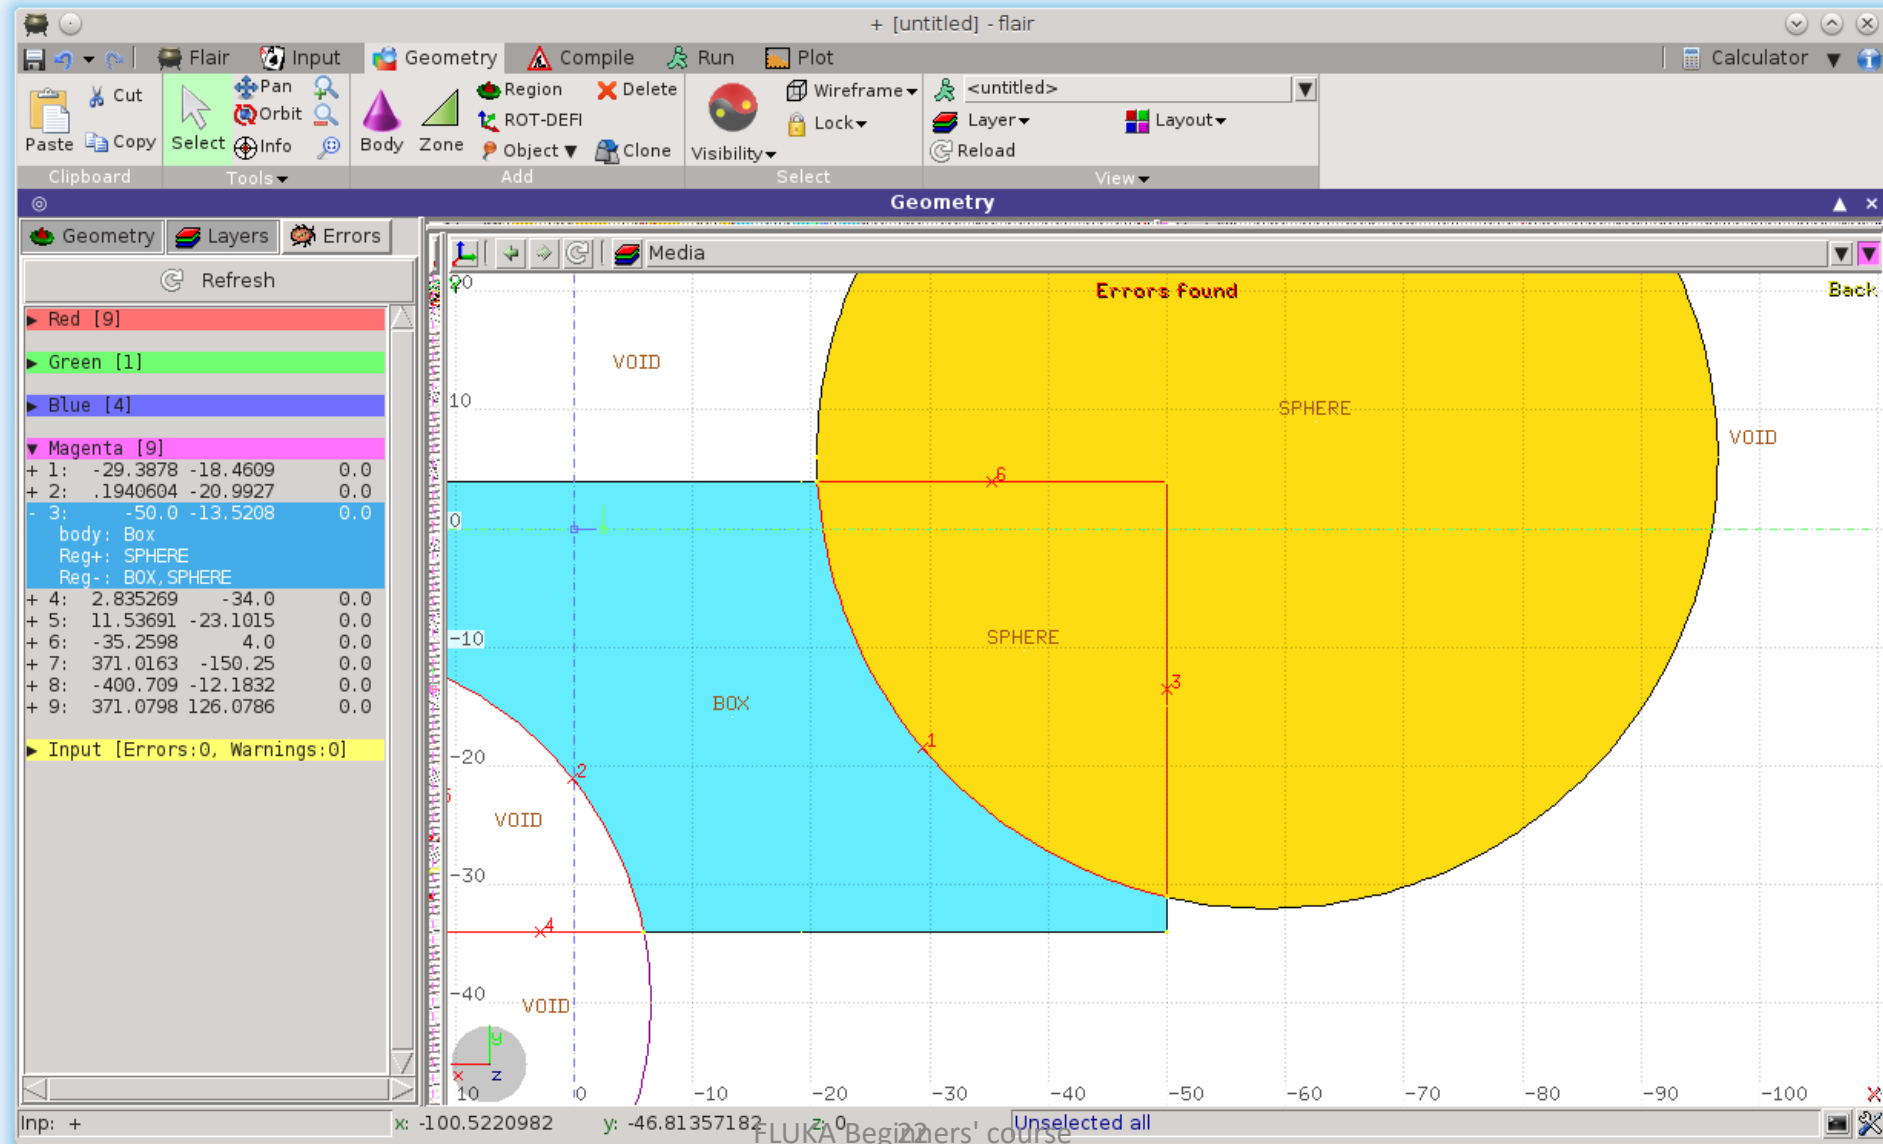 + [untitled] - flair
Flair Input Geometry Compile Run Plot Calculator
Paste Cut Copy Select Pan Orbit Info Body Zone Region ROT-DEFI Object Delete Clone Visibility Wireframe Lock <untitled> Layer Layout Reload
Clipboard Tools Add Select View
Geometry
Geometry Layers Errors
Refresh
Red [9]
Green [1]
Blue [4]
Magenta [9]
+ 1: -29.3878 -18.4609 0.0
+ 2: .1940604 -20.9927 0.0
- 3: -50.0 -13.5208 0.0
body: Box
Reg+: SPHERE
Reg-: BOX,SPHERE
+ 4: 2.835269 -34.0 0.0
+ 5: 11.53691 -23.1015 0.0
+ 6: -35.2598 4.0 0.0
+ 7: 371.0163 -150.25 0.0
+ 8: -400.709 -12.1832 0.0
+ 9: 371.0798 126.0786 0.0
Input [Errors:0, Warnings:0]
Media
Errors found
Back
VOID
10
SPHERE
VOID
6
0
-10
SPHERE
3
BOX
1
-20
2
VOID
-30
4
-40
VOID
y
x z
10 0 -10 -20 -30 -40 -50 -60 -70 -80 -90 -100 X
Inp: + x: -100.5220982 y: -46.81357182 z: 0 Unselected all
FLUKA Beginners' course
22